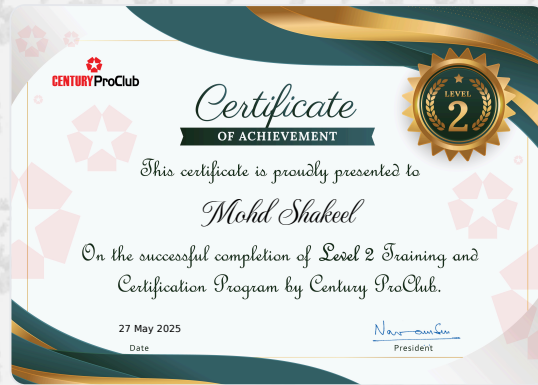 CENTURY ProClub
LEVEL
2
Certificate
OF ACHIEVEMENT
This certificate is proudly presented to
Mohd Shakeel
On the successful completion of Level 2 Training and
Certification Program by Century ProClub.
27 May 2025
Date
President